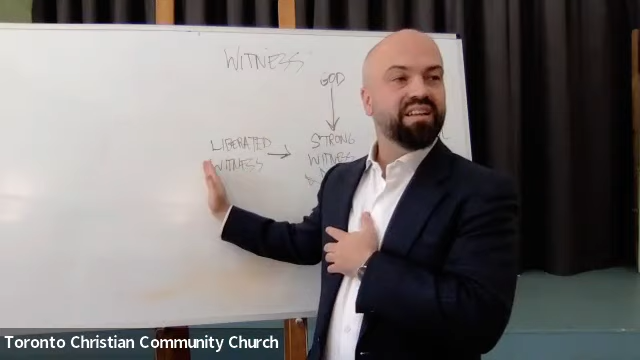 WITNESS
GOD
LIBERATED
WITNESS
STRONG
WITNESS
Toronto Christian Community Church